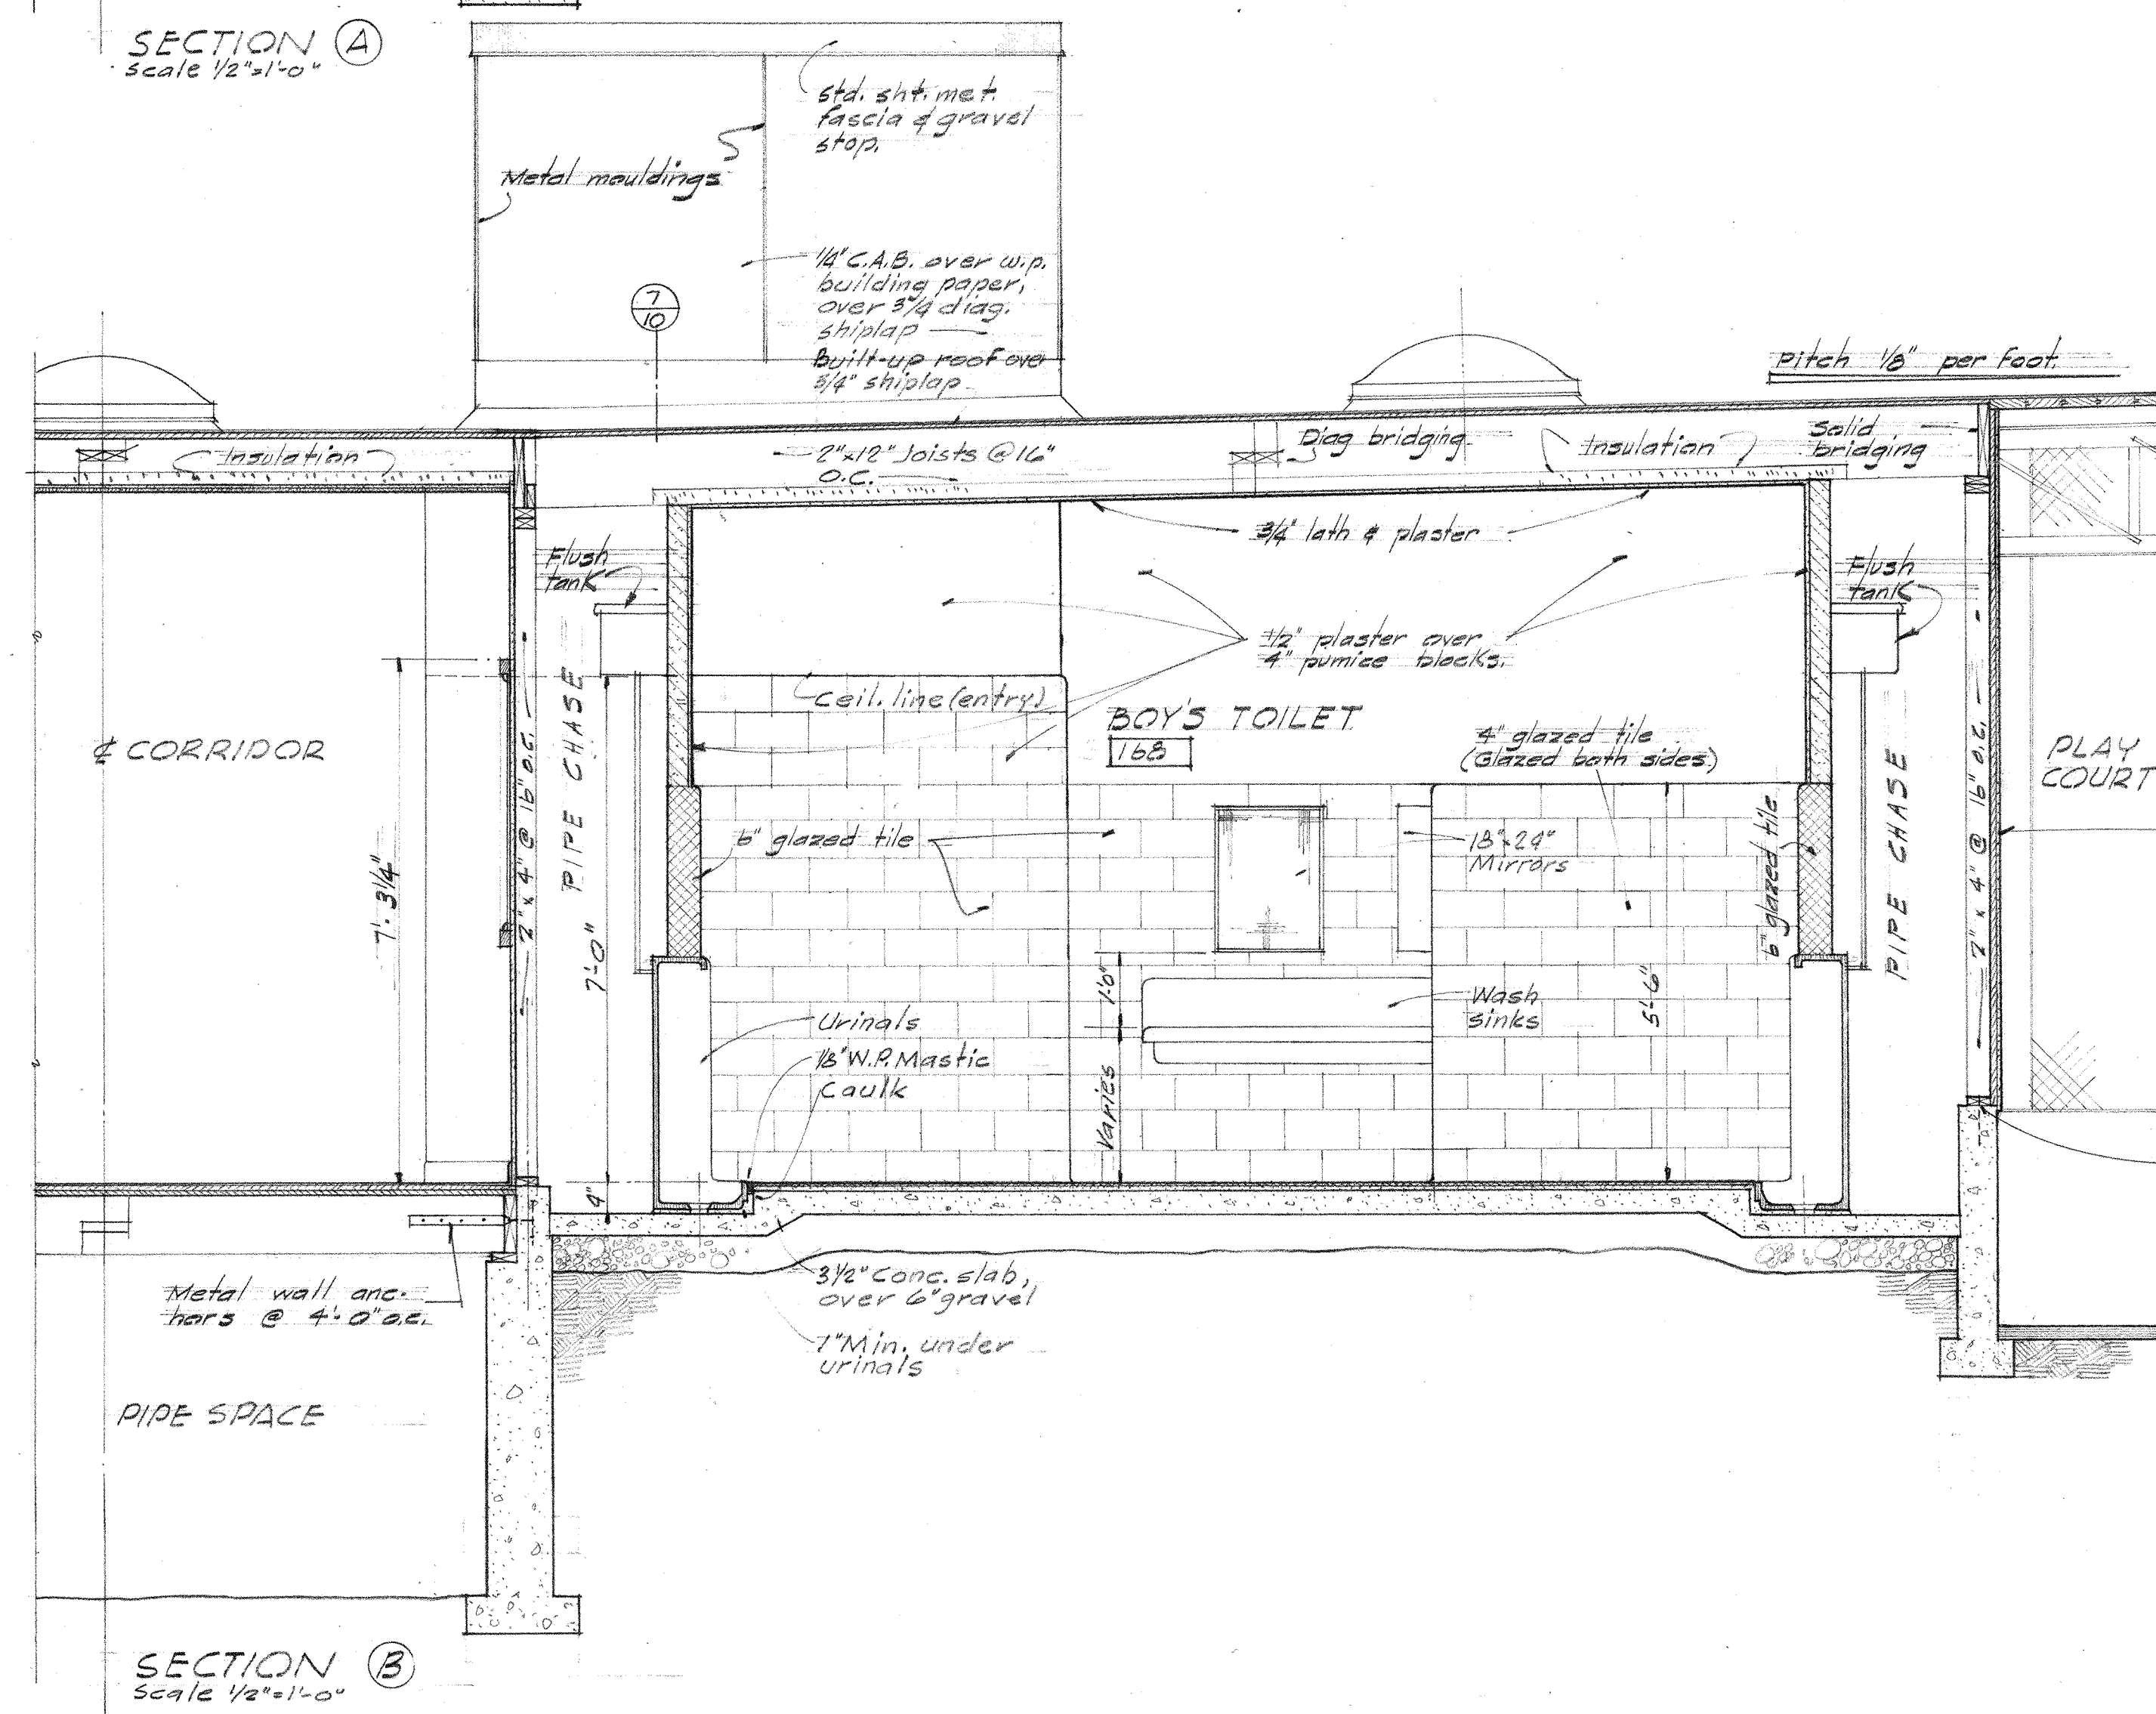 SECTION A
Scale 1/2"=1'-0"
std. sht. met.
fascia & gravel
stop.
Metal mouldings
1/4" C.A.B. over w.p.
building paper,
over 3/4" diag.
shiplap
Built-up roof over
3/4" shiplap
7
10
Pitch 1/8" per foot.
Insulation
2"x12" Joists @ 16"
O.C.
Diag bridging
Insulation
Solid
bridging
3/4" lath & plaster
Flush
tank
Flush
tank
1/2" plaster over
4" pumice blocks.
Ceil. line (entry)
BOY'S TOILET
168
4" glazed tile
(Glazed both sides)
℄ CORRIDOR
7'-3 1/4"
2" x 4" @ 16" o.c.
PIPE CHASE
7'-0"
4"
6" glazed tile
18"x24"
Mirrors
6" glazed tile
PIPE CHASE
2" x 4" @ 16" o.c.
PLAY
COURT
1'-0"
Varies
Wash
sinks
5'-6"
Urinals
1/8" W.P. Mastic
Caulk
Metal wall anc-
hors @ 4'-0" o.c.
3 1/2" Conc. slab,
over 6" gravel
7" Min. under
urinals
PIPE SPACE
SECTION B
Scale 1/2"=1'-0"